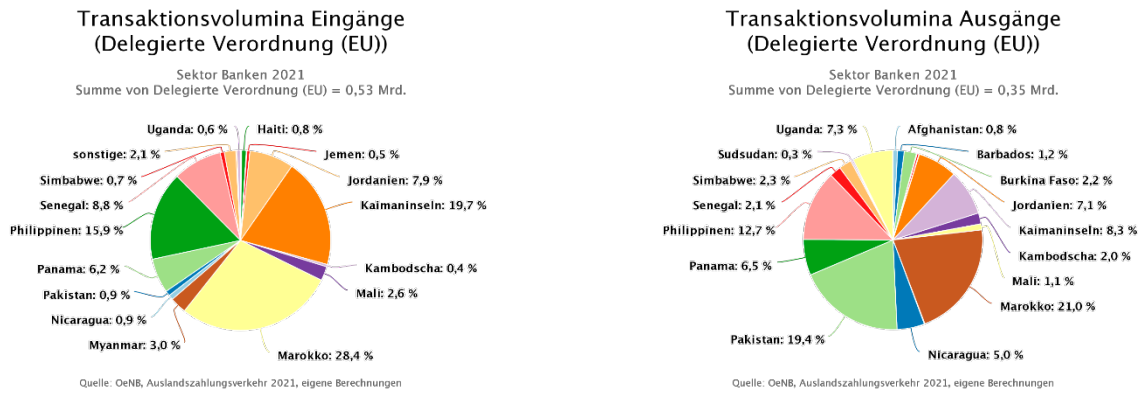 Transaktionsvolumina Eingänge
(Delegierte Verordnung (EU))
Sektor Banken 2021
Summe von Delegierte Verordnung (EU) = 0,53 Mrd.
Uganda: 0,6 %
Haiti: 0,8 %
sonstige: 2,1 %
Jemen: 0,5 %
Simbabwe: 0,7 %
Jordanien: 7,9 %
Senegal: 8,8 %
Kaimaninseln: 19,7 %
Philippinen: 15,9 %
Panama: 6,2 %
Kambodscha: 0,4 %
Pakistan: 0,9 %
Mali: 2,6 %
Nicaragua: 0,9 %
Myanmar: 3,0 %
Marokko: 28,4 %
Quelle: OeNB, Auslandszahlungsverkehr 2021, eigene Berechnungen
Transaktionsvolumina Ausgänge
(Delegierte Verordnung (EU))
Sektor Banken 2021
Summe von Delegierte Verordnung (EU) = 0,35 Mrd.
Uganda: 7,3 %
Afghanistan: 0,8 %
Sudsudan: 0,3 %
Barbados: 1,2 %
Simbabwe: 2,3 %
Burkina Faso: 2,2 %
Senegal: 2,1 %
Jordanien: 7,1 %
Philippinen: 12,7 %
Kaimaninseln: 8,3 %
Kambodscha: 2,0 %
Panama: 6,5 %
Mali: 1,1 %
Marokko: 21,0 %
Pakistan: 19,4 %
Nicaragua: 5,0 %
Quelle: OeNB, Auslandszahlungsverkehr 2021, eigene Berechnungen